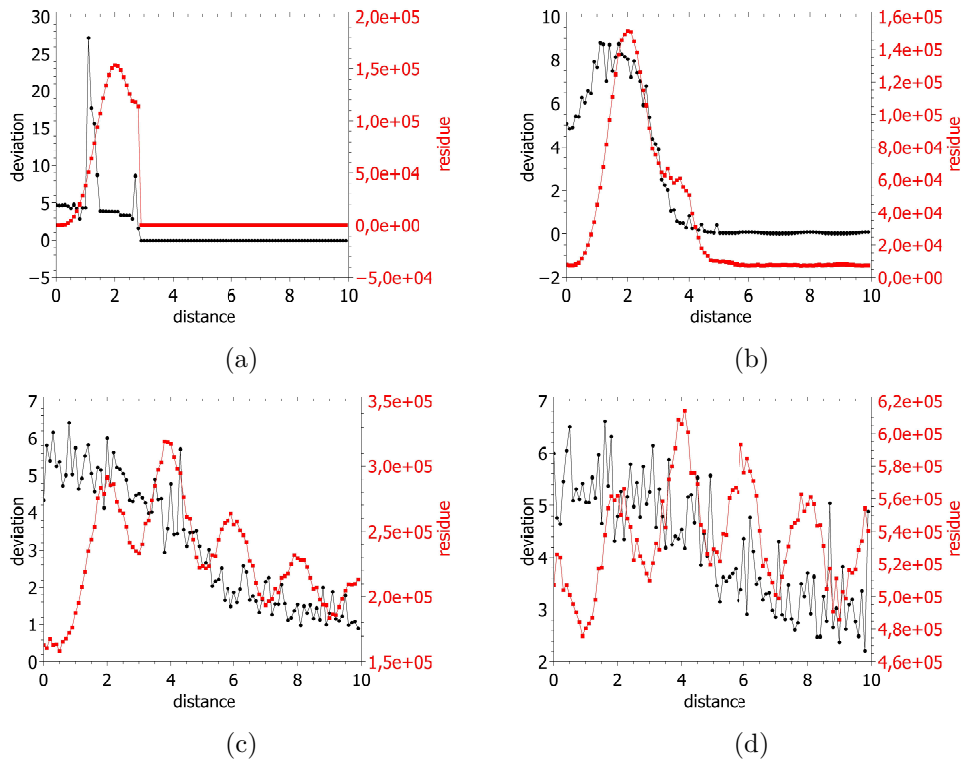 30 2,0e+05
25 1,5e+05
20
15 1,0e+05
10 5,0e+04
5 0,0e+00
0
−5 −5,0e+04
0 2 4 6 8 10
deviation
residue
distance
(a)
10 1,6e+05
8 1,4e+05
1,2e+05
6 1,0e+05
4 8,0e+04
6,0e+04
2 4,0e+04
0 2,0e+04
−2 0,0e+00
0 2 4 6 8 10
deviation
residue
distance
(b)
7 3,5e+05
6
5 3,0e+05
4 2,5e+05
3
2 2,0e+05
1
0 1,5e+05
0 2 4 6 8 10
deviation
residue
distance
(c)
7 6,2e+05
6 6,0e+05
5,8e+05
5 5,6e+05
5,4e+05
4 5,2e+05
3 5,0e+05
4,8e+05
2 4,6e+05
0 2 4 6 8 10
deviation
residue
distance
(d)